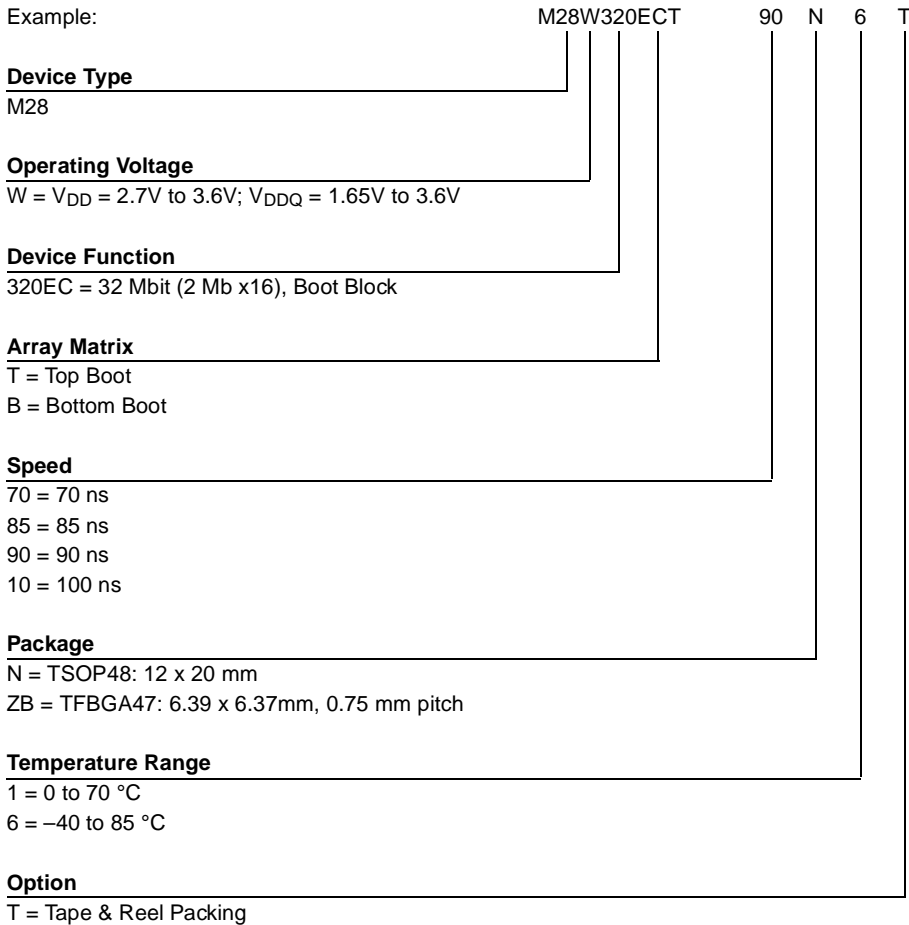 Example: M28W320ECT 90 N 6 T
Device Type
M28
Operating Voltage
W = VDD = 2.7V to 3.6V; VDDQ = 1.65V to 3.6V
Device Function
320EC = 32 Mbit (2 Mb x16), Boot Block
Array Matrix
T = Top Boot
B = Bottom Boot
Speed
70 = 70 ns
85 = 85 ns
90 = 90 ns
10 = 100 ns
Package
N = TSOP48: 12 x 20 mm
ZB = TFBGA47: 6.39 x 6.37mm, 0.75 mm pitch
Temperature Range
1 = 0 to 70 °C
6 = –40 to 85 °C
Option
T = Tape & Reel Packing